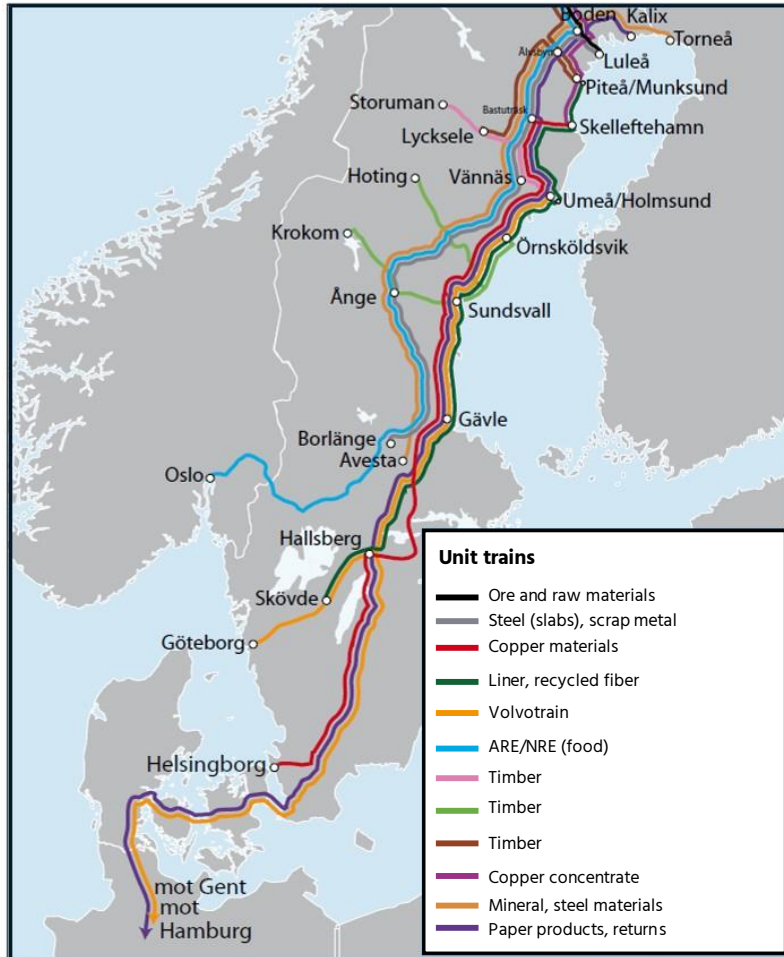 Boden
Kalix
Torneå
Älvsbyn
Luleå
Piteå/Munksund
Storuman
Bastuträsk
Skelleftehamn
Lycksele
Hoting
Vännäs
Umeå/Holmsund
Krokom
Örnsköldsvik
Ånge
Sundsvall
Gävle
Borlänge
Avesta
Oslo
Hallsberg
Skövde
Göteborg
Helsingborg
mot Gent
mot
Hamburg
Unit trains
Ore and raw materials
Steel (slabs), scrap metal
Copper materials
Liner, recycled fiber
Volvotrain
ARE/NRE (food)
Timber
Timber
Timber
Copper concentrate
Mineral, steel materials
Paper products, returns